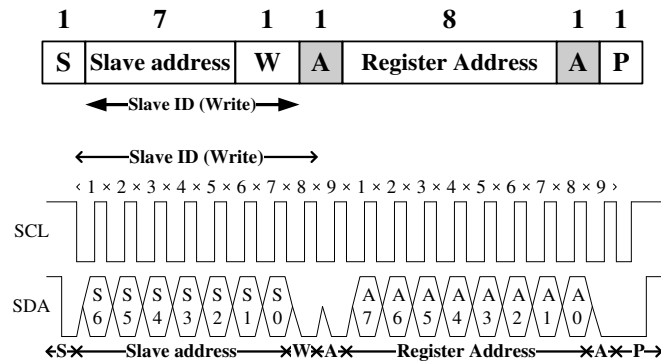 1 7 1 1 8 1 1
S Slave address W A Register Address A P
Slave ID (Write)
Slave ID (Write)
1 × 2 × 3 × 4 × 5 × 6 × 7 × 8 × 9 × 1 × 2 × 3 × 4 × 5 × 6 × 7 × 8 × 9
SCL
SDA
S S S S S S S A A A A A A A A
6 5 4 3 2 1 0 7 6 5 4 3 2 1 0
S Slave address W A Register Address A P